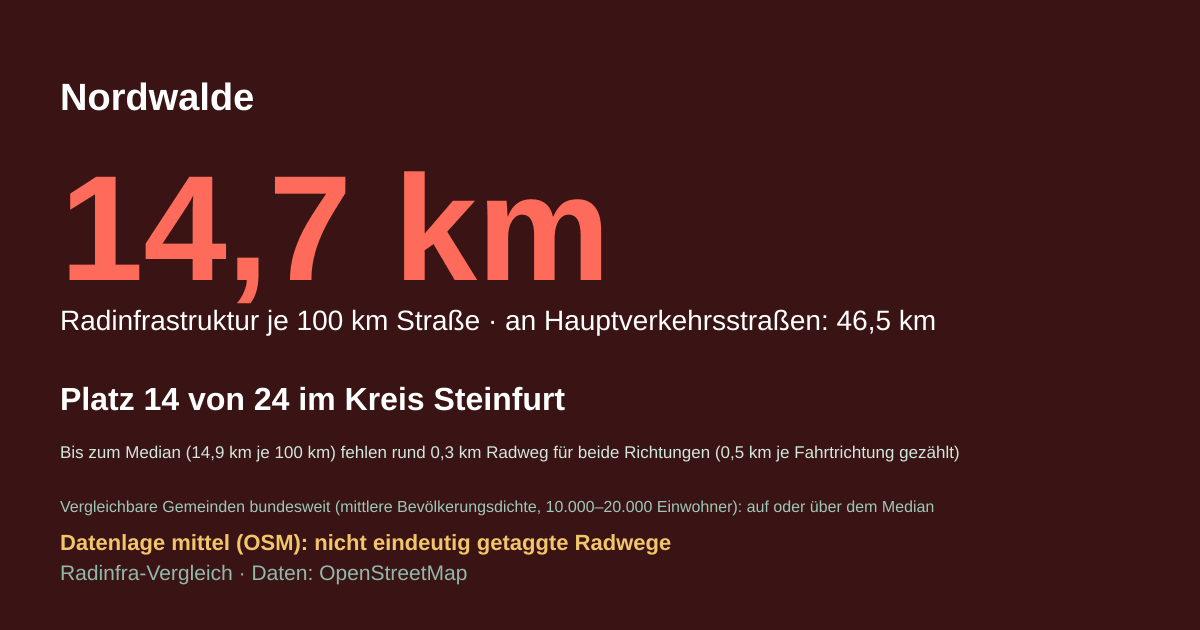 Nordwalde
14,7 km
Radinfrastruktur je 100 km Straße · an Hauptverkehrsstraßen: 46,5 km
Platz 14 von 24 im Kreis Steinfurt
Bis zum Median (14,9 km je 100 km) fehlen rund 0,3 km Radweg für beide Richtungen (0,5 km je Fahrtrichtung gezählt)
Vergleichbare Gemeinden bundesweit (mittlere Bevölkerungsdichte, 10.000–20.000 Einwohner): auf oder über dem Median
Datenlage mittel (OSM): nicht eindeutig getaggte Radwege
Radinfra-Vergleich · Daten: OpenStreetMap